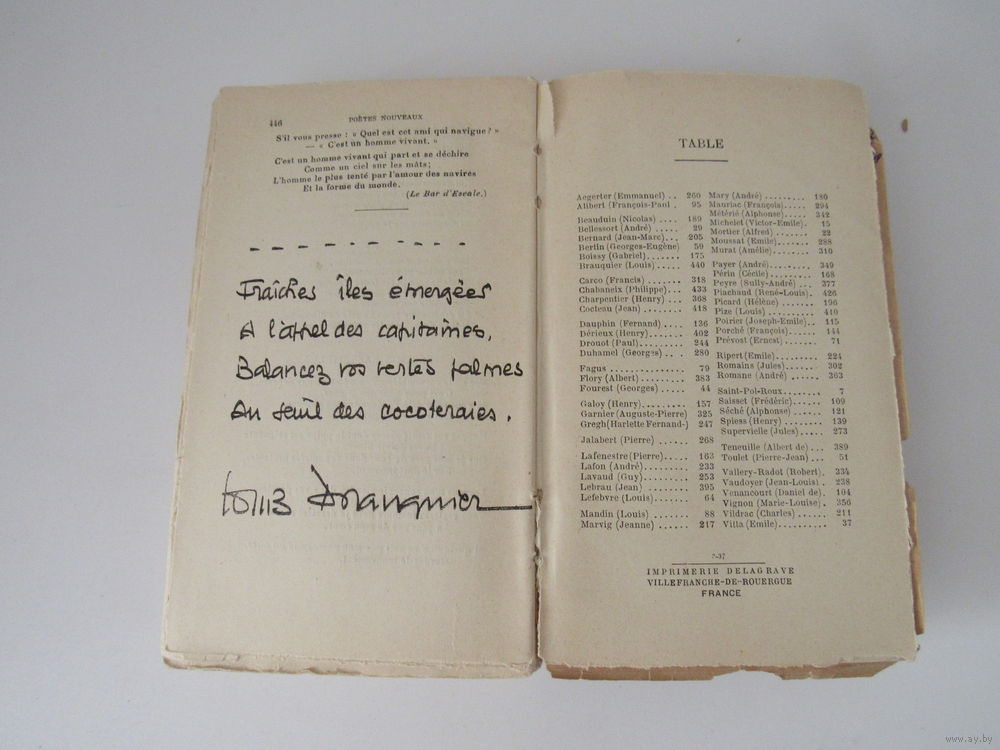 446 POÈTES NOUVEAUX
S'il vous presse : « Quel est cet ami qui navigue ? »
— « C'est un homme vivant. »
C'est un homme vivant qui part et se déchire
Comme un ciel sur les mâts;
L'homme le plus tenté par l'amour des navires
Et la forme du monde.
(Le Bar d'Escale.)
Fraîches îles émergées
A l'appel des capitaines,
Balancez vos vertes palmes
Au seuil des cocoteraies.
Louis Brauquier
TABLE
Aegerter (Emmanuel) .. 260
Alibert (François-Paul . 95
Beauduin (Nicolas) .... 189
Bellessort (André) ..... 29
Bernard (Jean-Marc)... 205
Berlin (Georges-Eugène) 59
Boissy (Gabriel)....... 175
Brauquier (Louis)...... 440
Carco (Francis) ....... 318
Chabaneix (Philippe)... 433
Charpentier (Henry) ... 368
Cocteau (Jean) ........ 418
Dauphin (Fernand) .... 136
Dérieux (Henry)....... 402
Drouot (Paul)......... 244
Duhamel (Georges) .. . 280
Fagus ............... 79
Flory (Albert) ......... 383
Fourest (Georges) ..... 44
Galoy (Henry)......... 157
Garnier (Auguste-Pierre) 325
Gregh(Harlette Fernand-) 247
Jalabert (Pierre) ...... 268
Lafenestre (Pierre)..... 163
Lafon (André)......... 233
Lavaud (Guy)......... 253
Lebrau (Jean) ........ 395
Lefebvre (Louis) ...... 64
Mandin (Louis) ....... 88
Marvig (Jeanne) ...... 217
Mary (André) ......... 180
Mauriac (François)..... 294
Métérié (Alphonse) .... 342
Michelet (Victor-Emile). 15
Mortier (Alfred) ....... 22
Moussat (Emile)....... 288
Murat (Amélie)........ 310
Payer (André)......... 349
Périn (Cécile) ......... 168
Peyre (Sully-André) ... 377
Plachaud (René-Louis). 426
Picard (Hélène) ....... 196
Pize (Louis) .......... 410
Poirier (Joseph-Emile).. 115
Porché (François)...... 144
Prévost (Ernest)....... 71
Ripert (Emile)......... 224
Romains (Jules)....... 302
Romane (André) ...... 363
Saint-Pol-Roux........ 7
Saisset (Frédéric)...... 109
Séché (Alphonse) ...... 121
Spiess (Henry) ........ 139
Supervielle (Jules)..... 273
Teneuille (Albert de) ... 389
Toulet (Pierre-Jean) ... 51
Vallery-Radot (Robert). 334
Vaudoyer (Jean-Louis). 238
Venancourt (Daniel de). 104
Vignon (Marie-Louise). 356
Vildrac (Charles) ...... 211
Villa (Emile).......... 37
IMPRIMERIE DELAGRAVE
VILLEFRANCHE-DE-ROUERGUE
FRANCE
www.ay.by